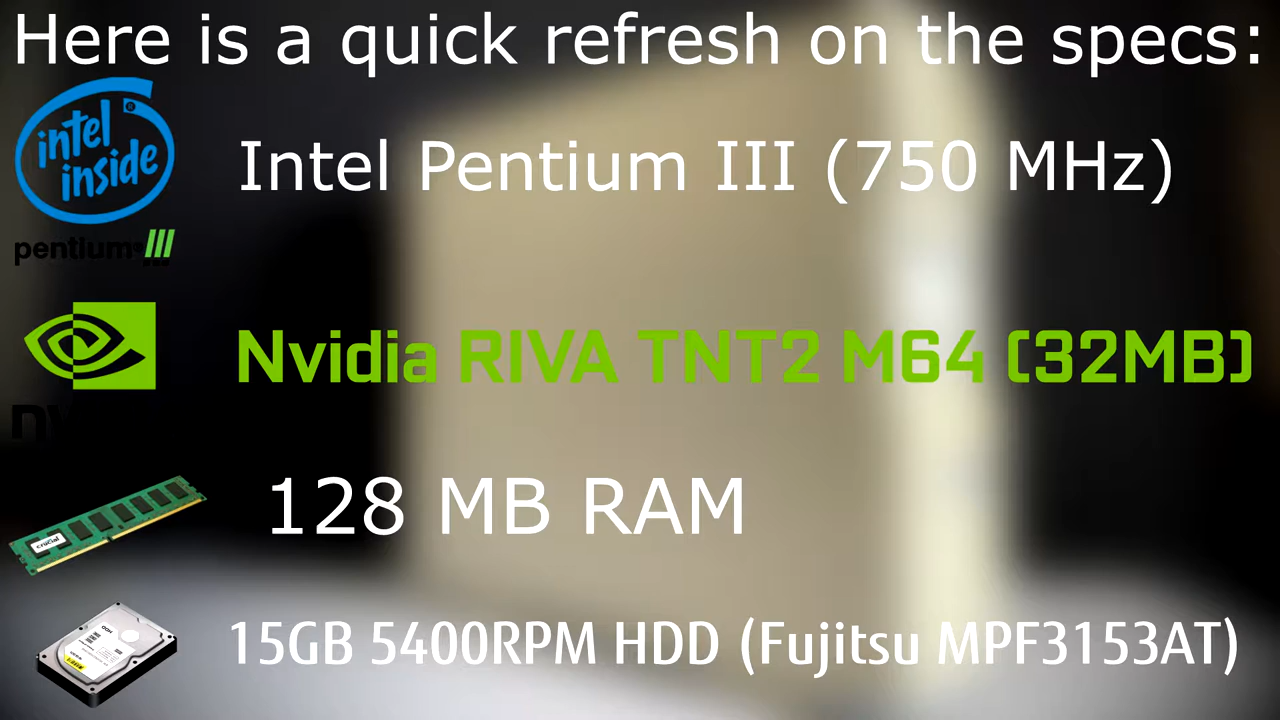 Here is a quick refresh on the specs:
intel
inside
pentium III
Intel Pentium III (750 MHz)
Nvidia RIVA TNT2 M64 (32MB)
crucial
128 MB RAM
15GB 5400RPM HDD (Fujitsu MPF3153AT)